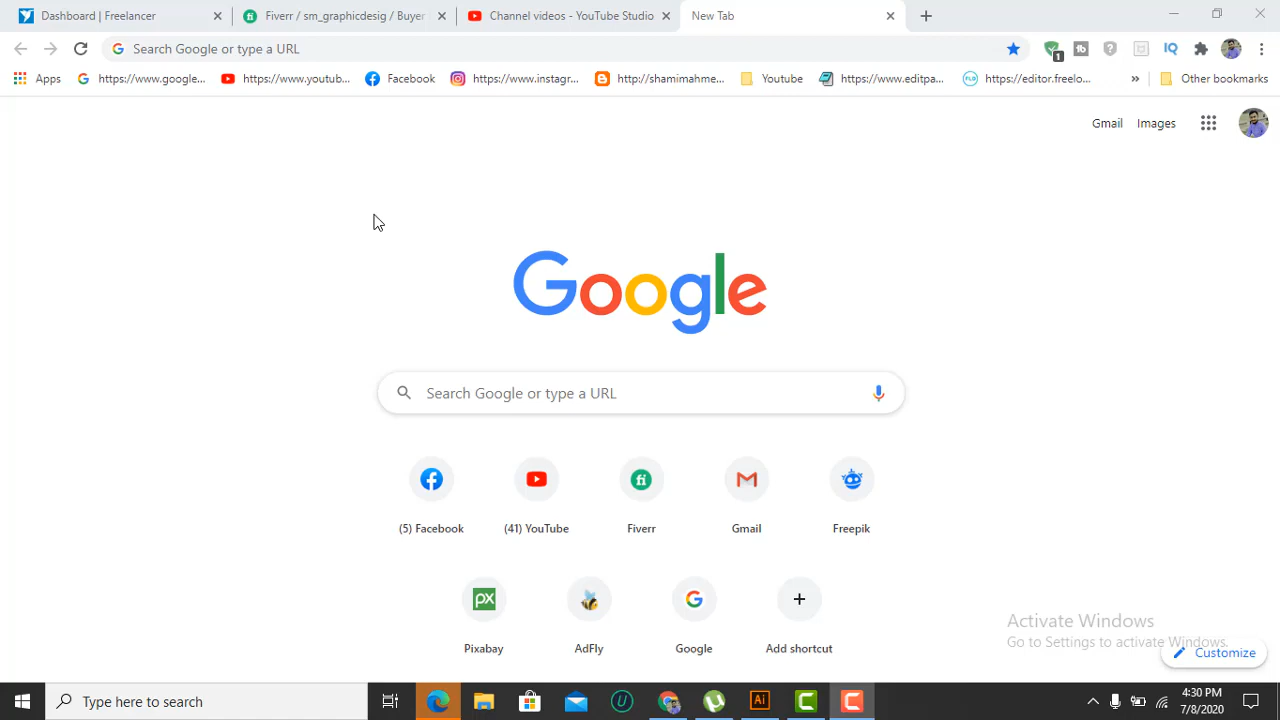 Dashboard | Freelancer
Fiverr / sm_graphicdesig / Buyer
Channel videos - YouTube Studio
New Tab
Search Google or type a URL
1
Apps
https://www.google...
https://www.youtub...
Facebook
https://www.instagr...
http://shamimahme...
Youtube
https://www.editpa...
https://editor.freelo...
»
Other bookmarks
Gmail
Images
Google
Search Google or type a URL
(5) Facebook
(41) YouTube
Fiverr
Gmail
Freepik
Pixabay
AdFly
Google
Add shortcut
Activate Windows
Go to Settings to activate Windows.
Customize
Type here to search
4:30 PM
7/8/2020